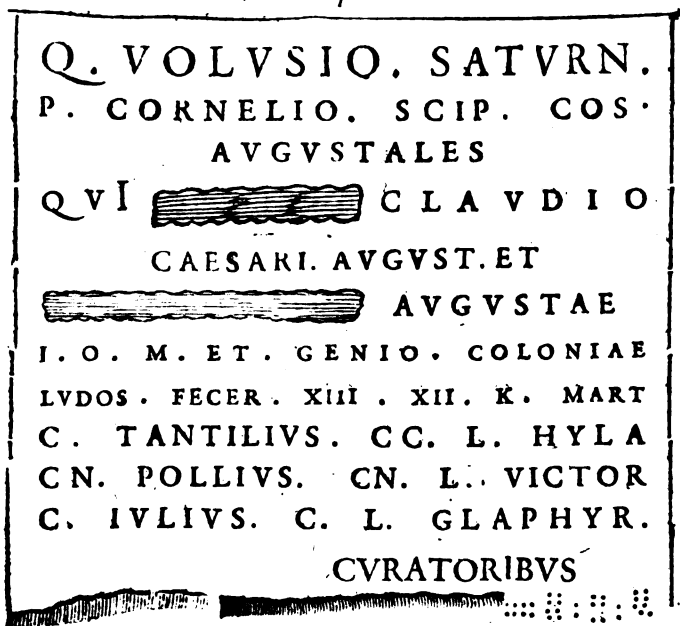 Q. VOLVSIO. SATVRN.
P. CORNELIO. SCIP. COS.
AVGVSTALES
QVI CLAVDIO
CAESARI. AVGVST. ET
AVGVSTAE
I. O. M. ET. GENIO. COLONIAE
LVDOS. FECER. XIII. XII. K. MART
C. TANTILIVS. CC. L. HYLA
CN. POLLIVS. CN. L. VICTOR
C. IVLIVS. C. L. GLAPHYR.
CVRATORIBVS